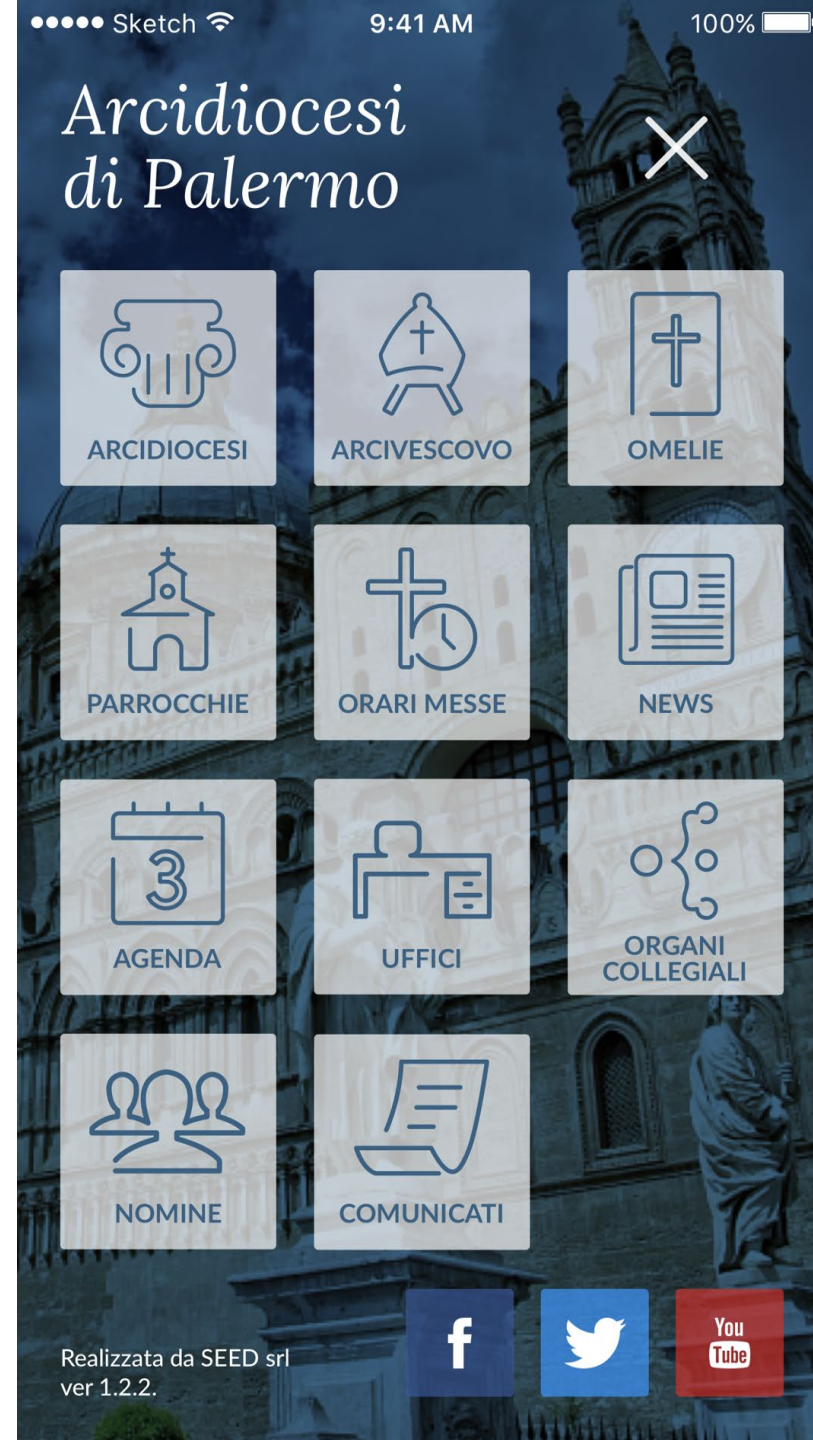 Sketch 9:41 AM 100%
Arcidiocesi
di Palermo
ARCIDIOCESI ARCIVESCOVO OMELIE
PARROCCHIE ORARI MESSE NEWS
3
AGENDA UFFICI ORGANI
COLLEGIALI
NOMINE COMUNICATI
f
You
Tube
Realizzata da SEED srl
ver 1.2.2.